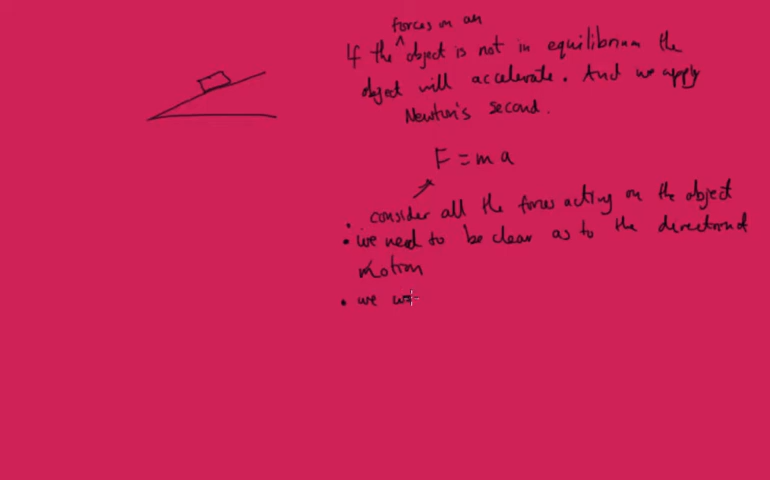 forces on an
If the ^ object is not in equilibrium the
object will accelerate. And we apply
Newton's second.
F = ma
• consider all the forces acting on the object
• we need to be clear as to the direction of
motion
• we